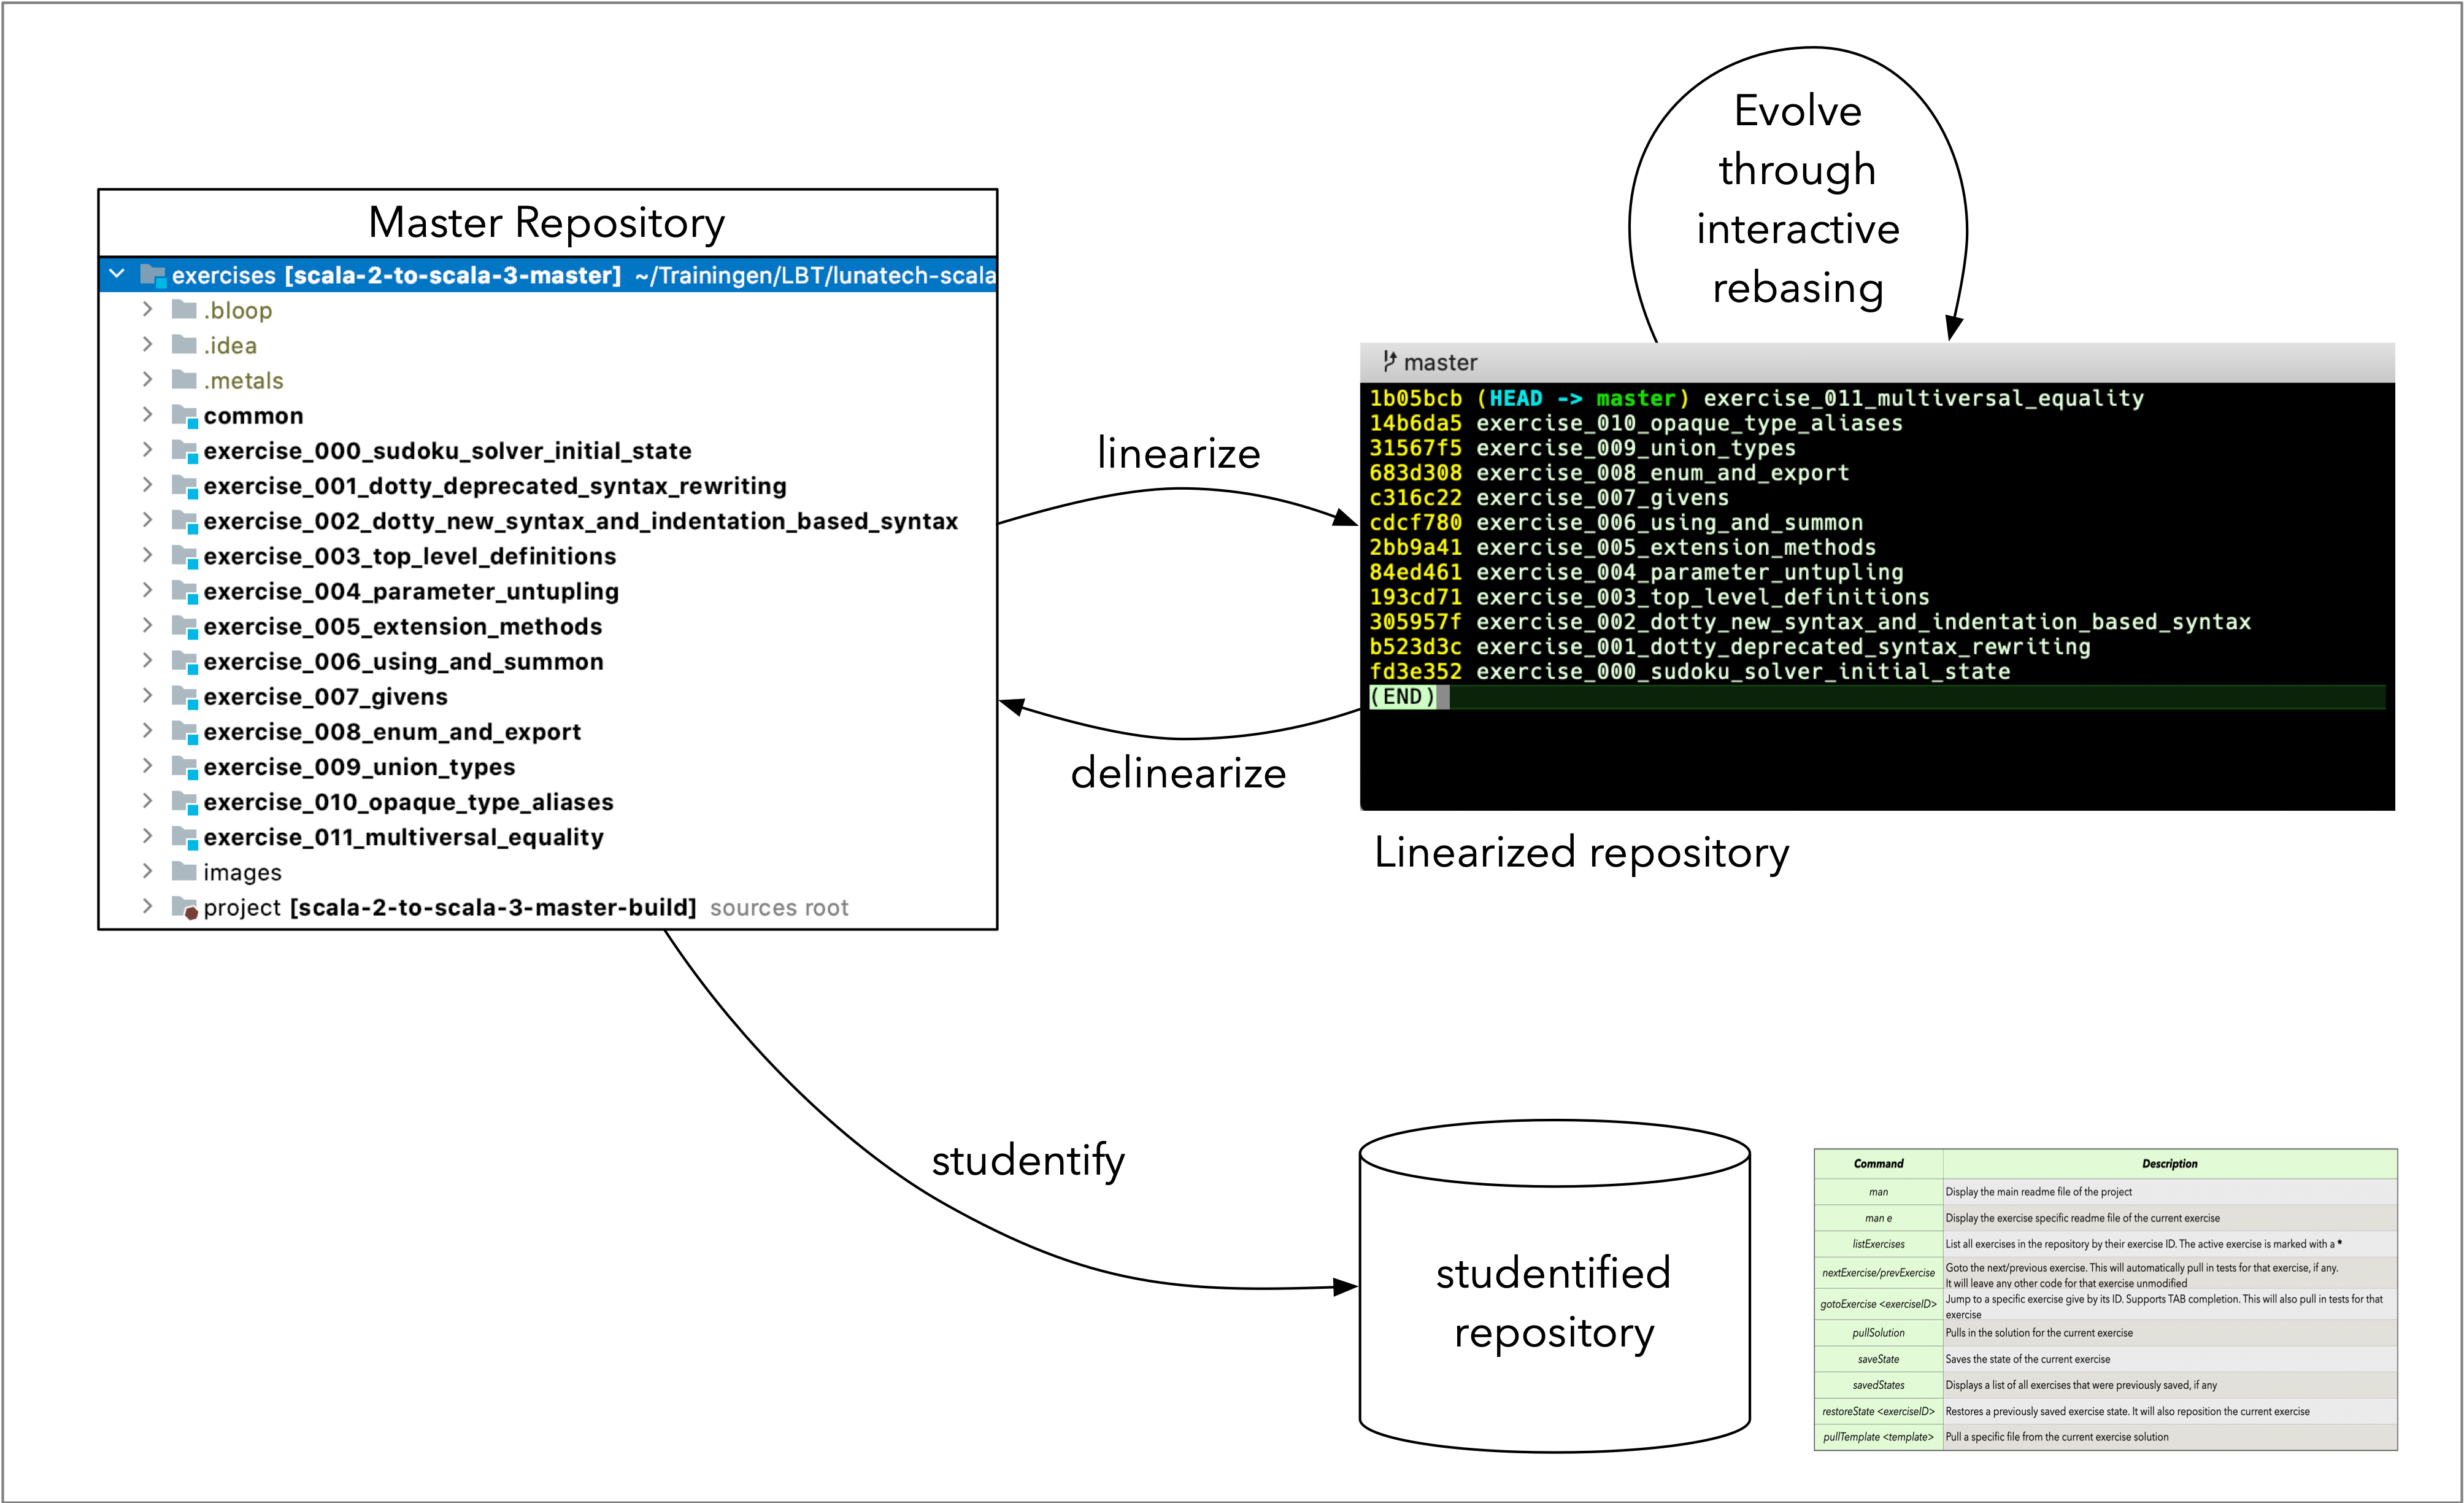 Master Repository
exercises [scala-2-to-scala-3-master] ~/Trainingen/LBT/lunatech-scala
.bloop
.idea
.metals
common
exercise_000_sudoku_solver_initial_state
exercise_001_dotty_deprecated_syntax_rewriting
exercise_002_dotty_new_syntax_and_indentation_based_syntax
exercise_003_top_level_definitions
exercise_004_parameter_untupling
exercise_005_extension_methods
exercise_006_using_and_summon
exercise_007_givens
exercise_008_enum_and_export
exercise_009_union_types
exercise_010_opaque_type_aliases
exercise_011_multiversal_equality
images
project [scala-2-to-scala-3-master-build] sources root
linearize
delinearize
Evolve
through
interactive
rebasing
master
1b05bcb (HEAD -> master) exercise_011_multiversal_equality
14b6da5 exercise_010_opaque_type_aliases
31567f5 exercise_009_union_types
683d308 exercise_008_enum_and_export
c316c22 exercise_007_givens
cdcf780 exercise_006_using_and_summon
2bb9a41 exercise_005_extension_methods
84ed461 exercise_004_parameter_untupling
193cd71 exercise_003_top_level_definitions
305957f exercise_002_dotty_new_syntax_and_indentation_based_syntax
b523d3c exercise_001_dotty_deprecated_syntax_rewriting
fd3e352 exercise_000_sudoku_solver_initial_state
(END)
Linearized repository
studentify
studentified
repository
Command Description
man Display the main readme file of the project
man e Display the exercise specific readme file of the current exercise
listExercises List all exercises in the repository by their exercise ID. The active exercise is marked with a *
nextExercise/prevExercise Goto the next/previous exercise. This will automatically pull in tests for that exercise, if any.
It will leave any other code for that exercise unmodified
gotoExercise <exerciseID> Jump to a specific exercise give by its ID. Supports TAB completion. This will also pull in tests for that
exercise
pullSolution Pulls in the solution for the current exercise
saveState Saves the state of the current exercise
savedStates Displays a list of all exercises that were previously saved, if any
restoreState <exerciseID> Restores a previously saved exercise state. It will also reposition the current exercise
pullTemplate <template> Pull a specific file from the current exercise solution